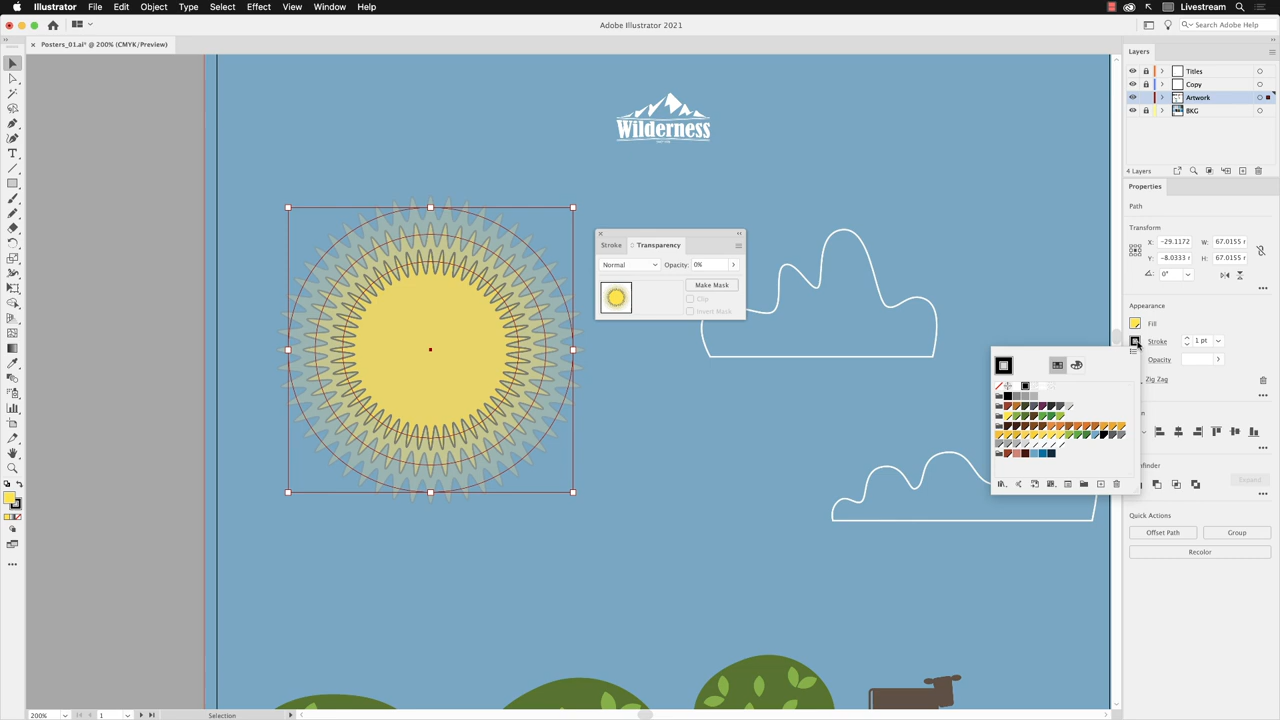 Illustrator File Edit Object Type Select Effect View Window Help Livestream
Adobe Illustrator 2021
Search Adobe Help
Posters_01.ai* @ 200% (CMYK/Preview)
Layers
Titles
Copy
Artwork
BKG
4 Layers
Wilderness
Properties
Path
Transform
X: -29.1172 W: 67.0155 r
Y: -8.0333 r H: 67.0155 r
0°
Stroke Transparency
Normal Opacity: 0%
Make Mask
Clip
Invert Mask
Appearance
Fill
Stroke 1 pt
Opacity
Zig Zag
Expand
Quick Actions
Offset Path Group
Recolor
200% 1 Selection